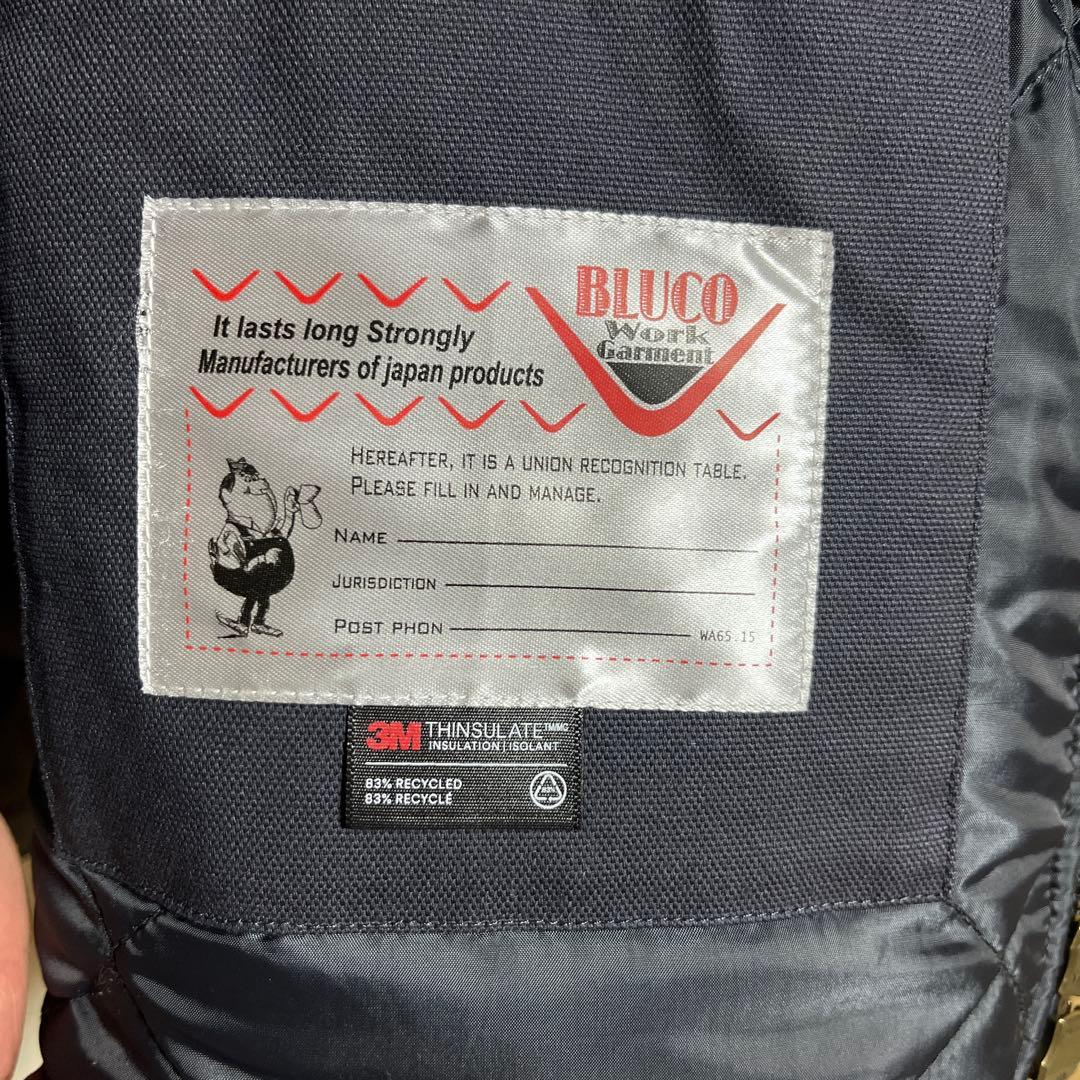 BLUCO
Work
Garment
It lasts long Strongly
Manufacturers of japan products
HEREAFTER, IT IS A UNION RECOGNITION TABLE.
PLEASE FILL IN AND MANAGE.
NAME
JURISDICTION
POST PHON
WA65.15
3M THINSULATE
INSULATION | ISOLANT
83% RECYCLED
83% RECYCLÉ